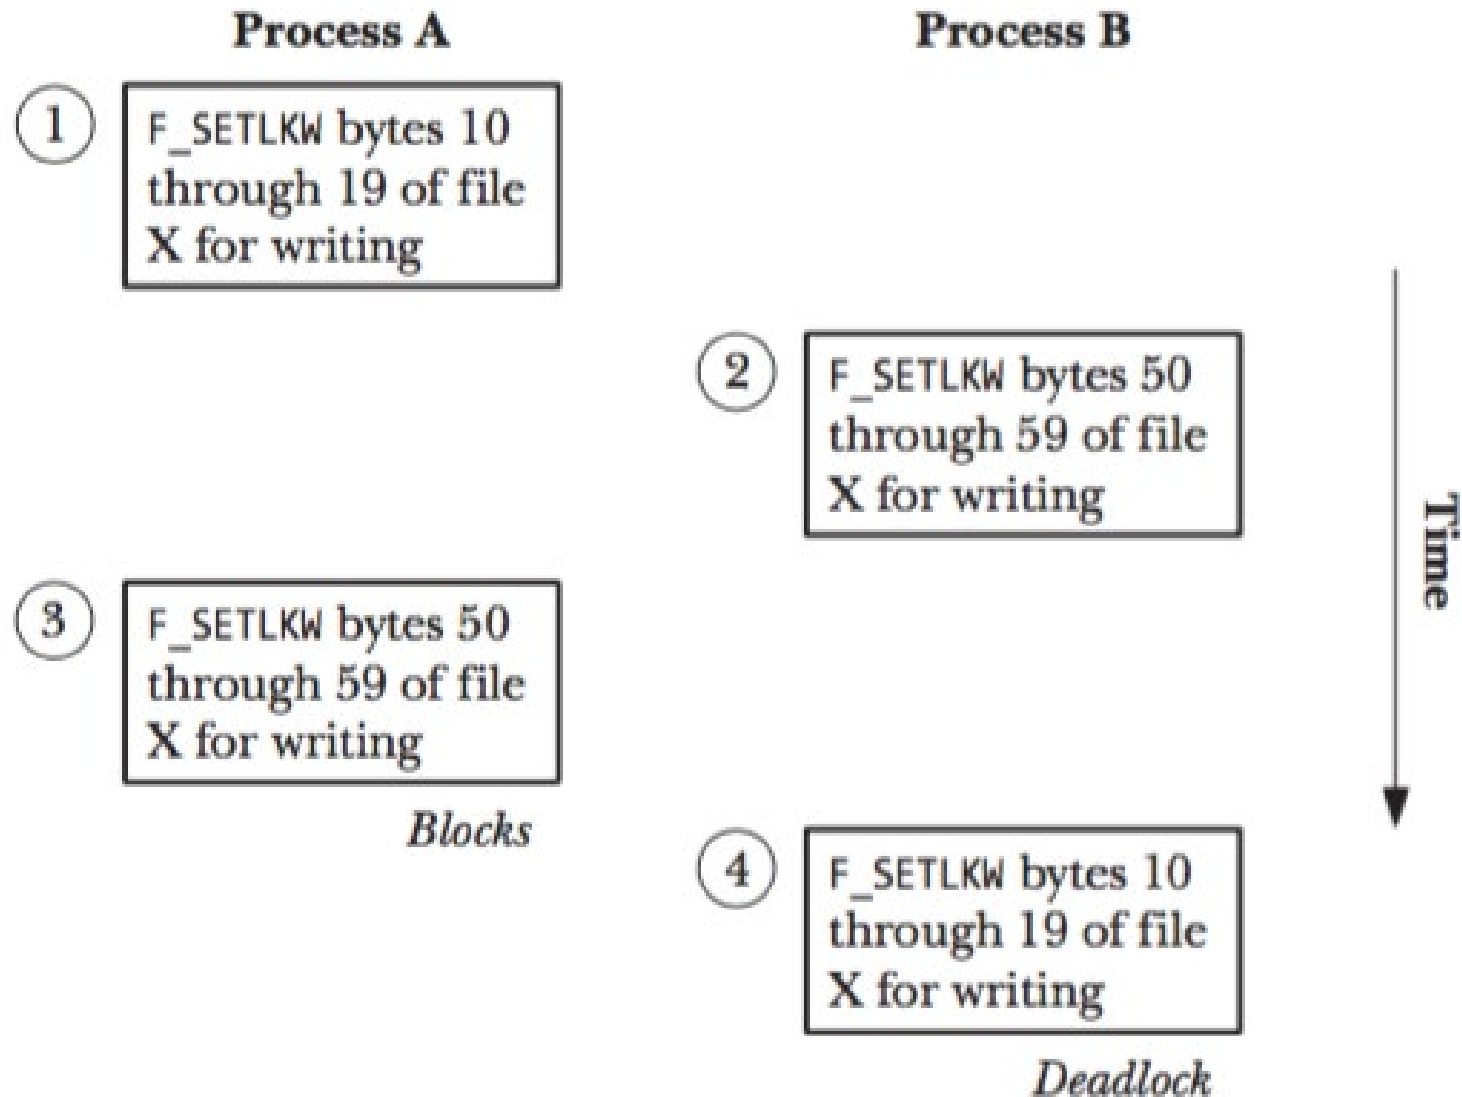 Process A
Process B
1
F_SETLKW bytes 10
through 19 of file
X for writing
2
F_SETLKW bytes 50
through 59 of file
X for writing
3
F_SETLKW bytes 50
through 59 of file
X for writing
Blocks
4
F_SETLKW bytes 10
through 19 of file
X for writing
Deadlock
Time